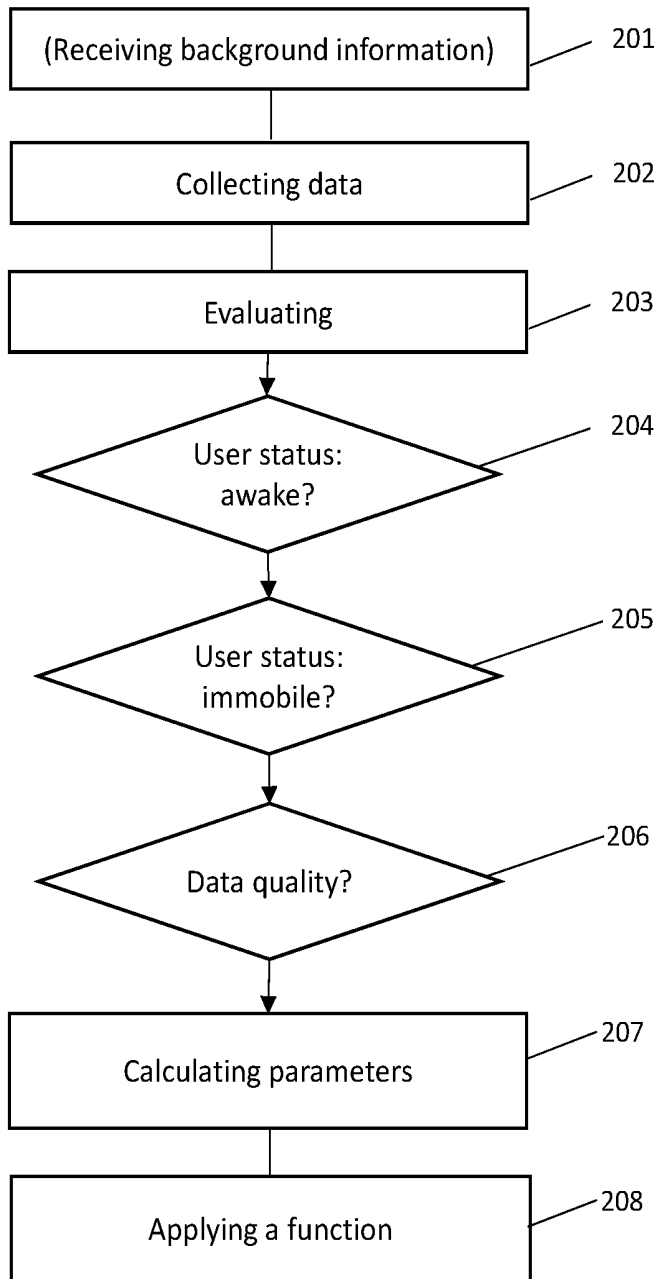 (Receiving background information)
201
Collecting data
202
Evaluating
203
User status:
awake?
204
User status:
immobile?
205
Data quality?
206
Calculating parameters
207
Applying a function
208